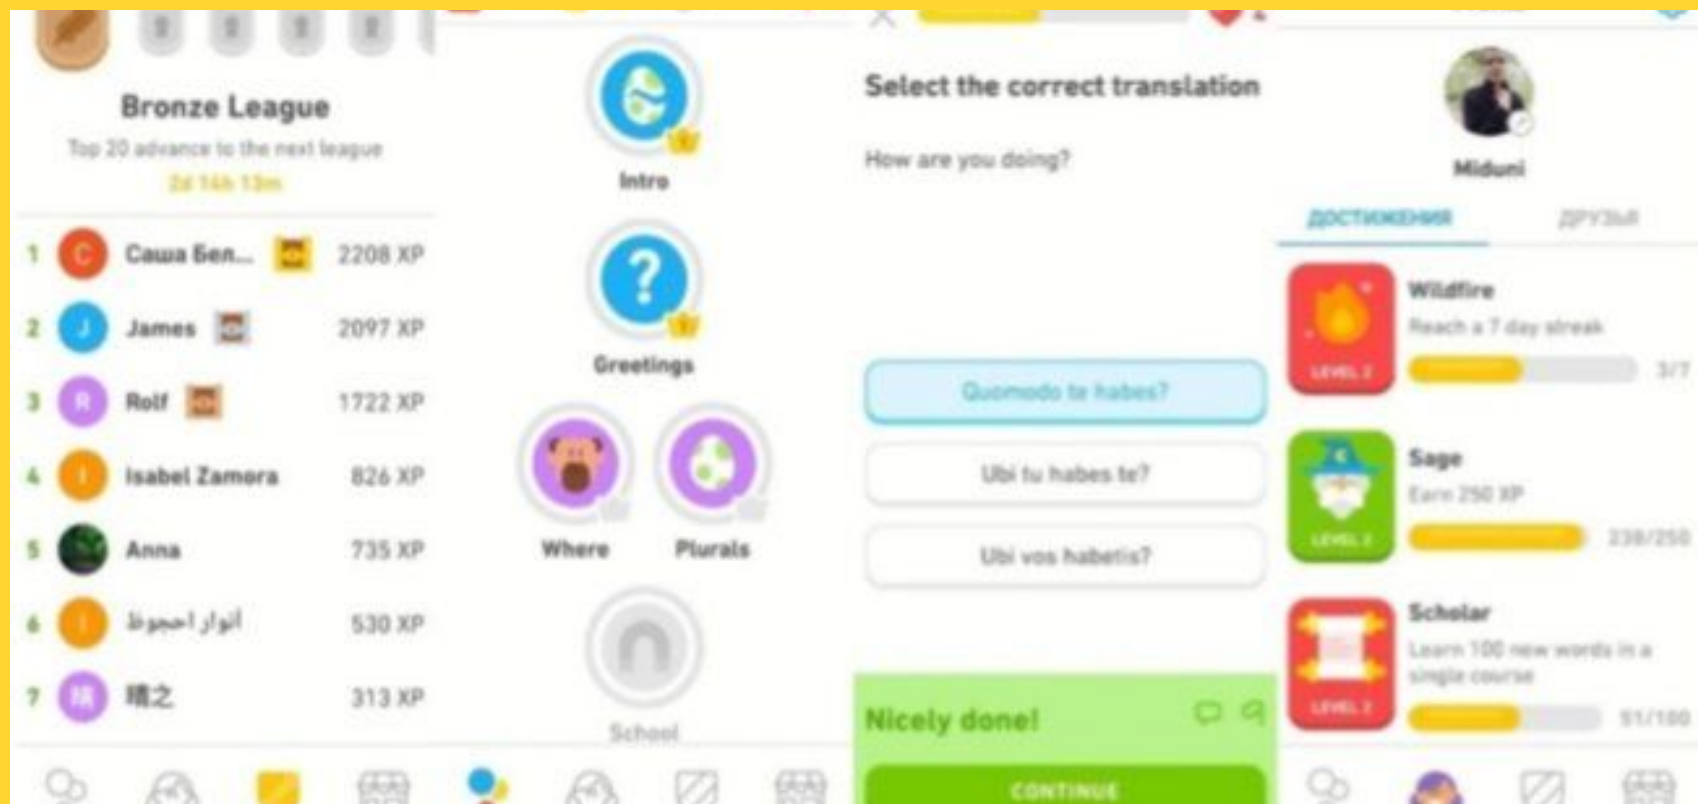 Bronze League
Top 20 advance to the next league
2d 14h 13m
1 C Саша Бел... 2208 XP
2 J James 2097 XP
3 R Rolf 1722 XP
4 I Isabel Zamora 826 XP
5 Anna 735 XP
6 I 530 XP
7 晴之 313 XP
Intro
Greetings
Where
Plurals
School
Select the correct translation
How are you doing?
Quomodo te habes?
Ubi tu habes te?
Ubi vos habetis?
Nicely done!
CONTINUE
Miduni
ДОСТИЖЕНИЯ ДРУЗЬЯ
Wildfire
Reach a 7 day streak
LEVEL 2
3/7
Sage
Earn 250 XP
LEVEL 2
238/250
Scholar
Learn 100 new words in a
single course
LEVEL 2
51/100